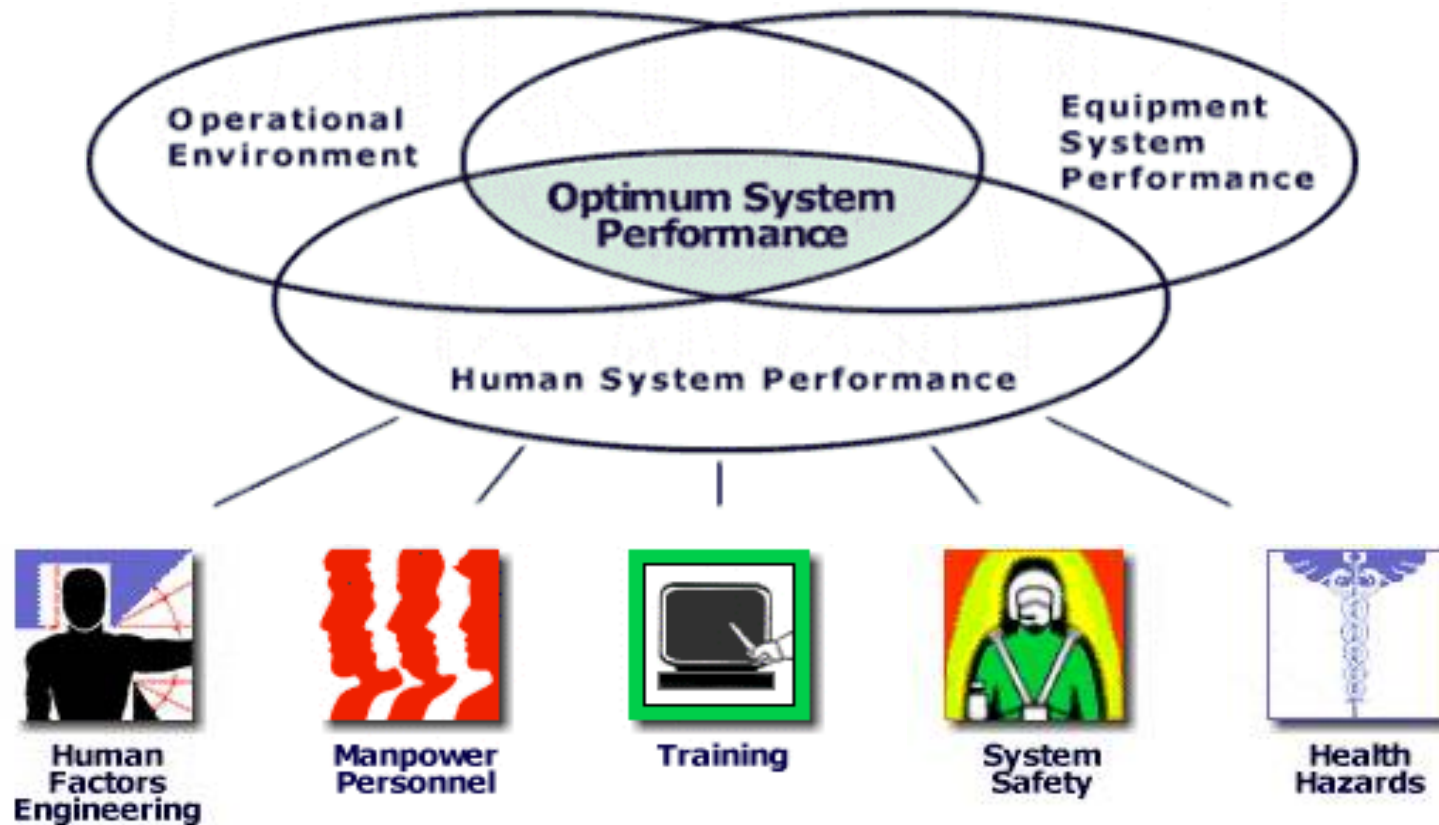 Operational
Environment
Equipment
System
Performance
Optimum System
Performance
Human System Performance
Human
Factors
Engineering
Manpower
Personnel
Training
System
Safety
Health
Hazards